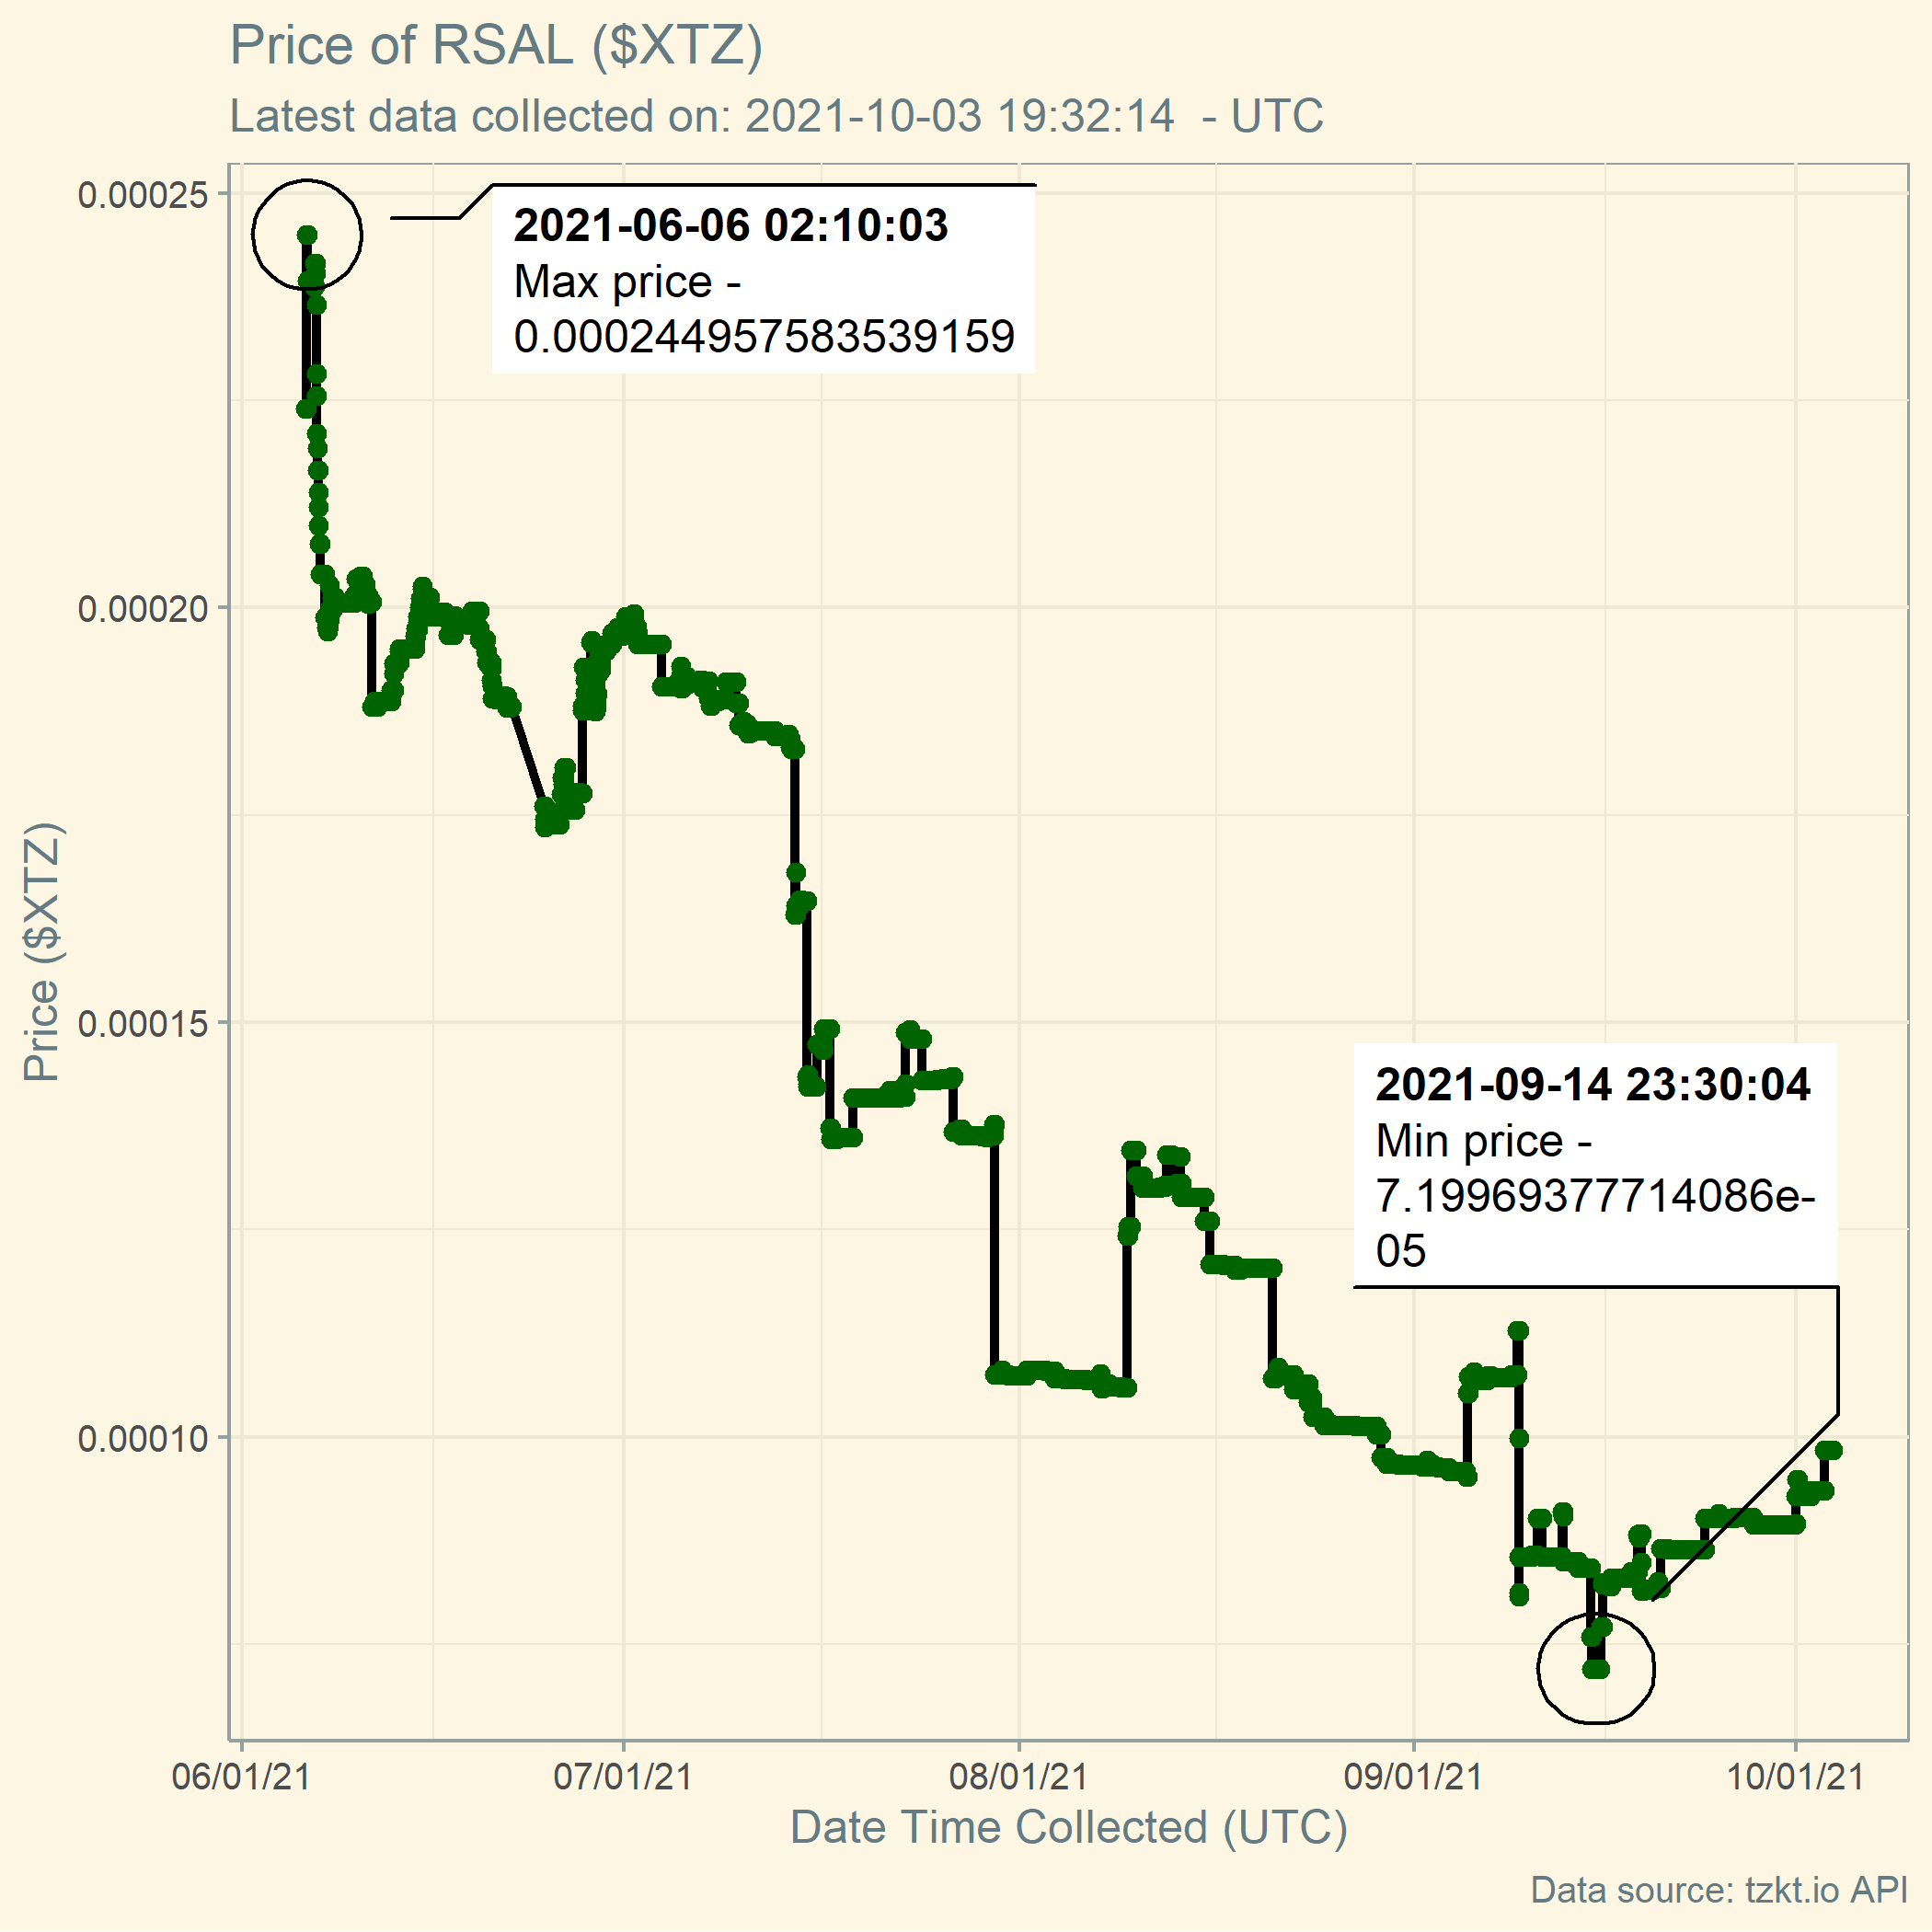 Price of RSAL ($XTZ)
Latest data collected on: 2021-10-03 19:32:14  - UTC
0.00025
0.00020
0.00015
0.00010
Price ($XTZ)
2021-06-06 02:10:03
Max price -
0.000244957583539159
2021-09-14 23:30:04
Min price -
7.19969377714086e-
05
06/01/21
07/01/21
08/01/21
09/01/21
10/01/21
Date Time Collected (UTC)
Data source: tzkt.io API